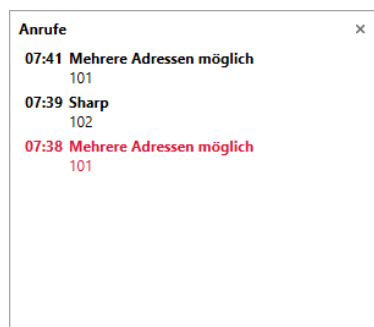 Anrufe
07:41 Mehrere Adressen möglich
101
07:39 Sharp
102
07:38 Mehrere Adressen möglich
101